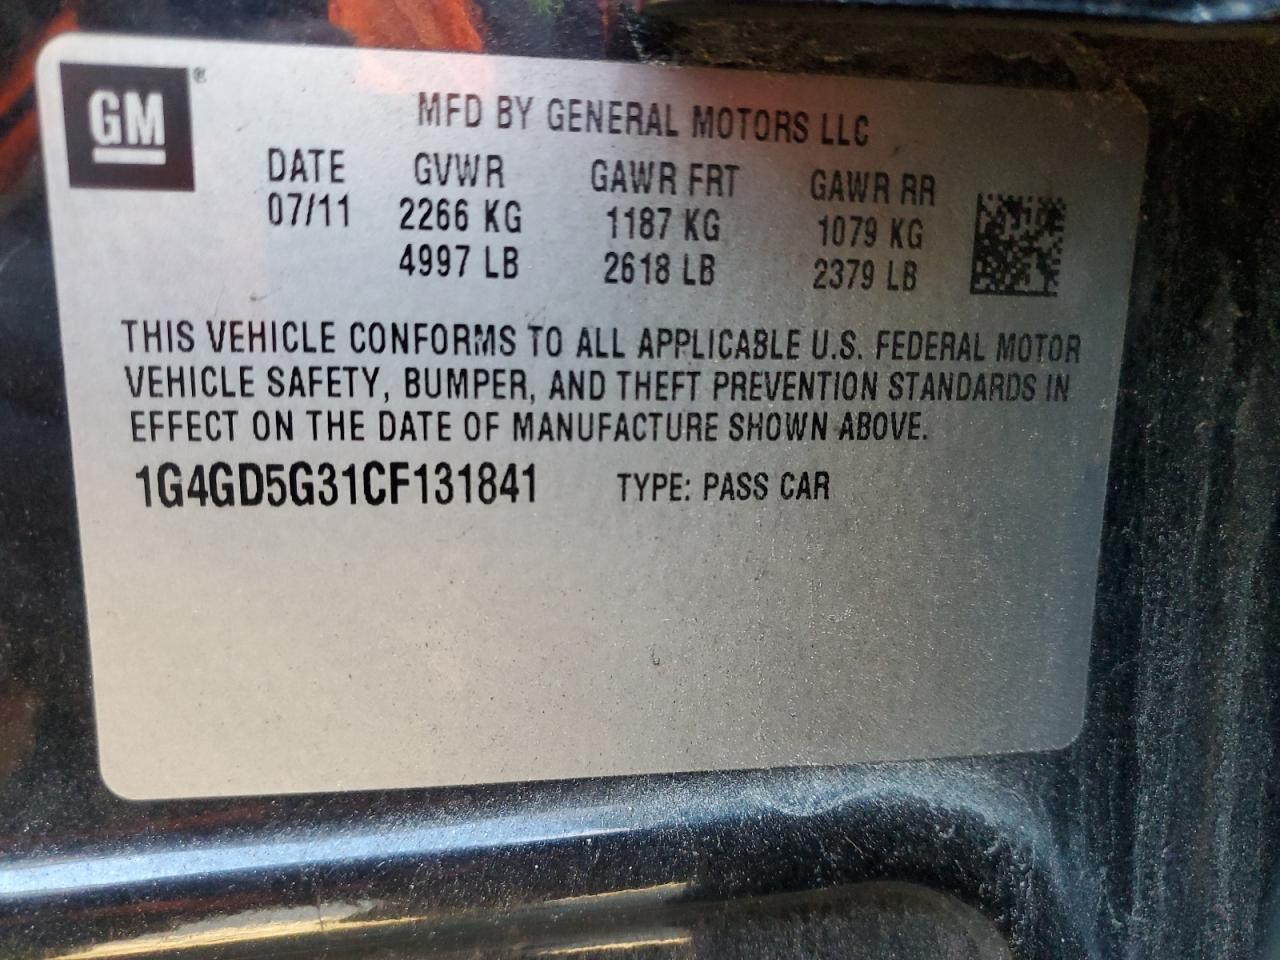 GM ®
MFD BY GENERAL MOTORS LLC
DATE GVWR GAWR FRT GAWR RR
07/11 2266 KG 1187 KG 1079 KG
4997 LB 2618 LB 2379 LB
THIS VEHICLE CONFORMS TO ALL APPLICABLE U.S. FEDERAL MOTOR
VEHICLE SAFETY, BUMPER, AND THEFT PREVENTION STANDARDS IN
EFFECT ON THE DATE OF MANUFACTURE SHOWN ABOVE.
1G4GD5G31CF131841 TYPE: PASS CAR